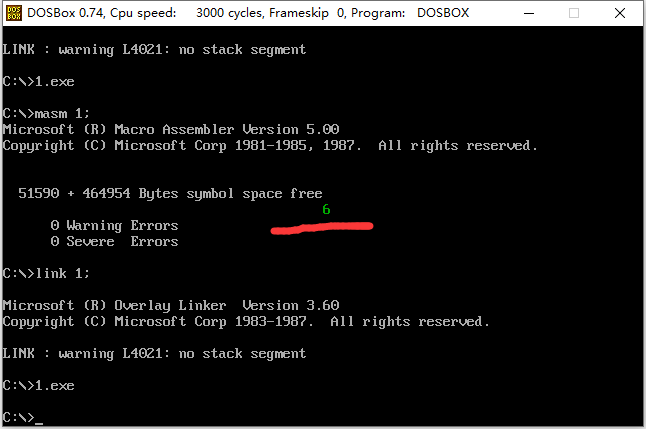 DOSBox 0.74, Cpu speed:    3000 cycles, Frameskip  0, Program:   DOSBOX
LINK : warning L4021: no stack segment
C:\>1.exe
C:\>masm 1;
Microsoft (R) Macro Assembler Version 5.00
Copyright (C) Microsoft Corp 1981-1985, 1987.  All rights reserved.
51590 + 464954 Bytes symbol space free
6
0 Warning Errors
0 Severe  Errors
C:\>link 1;
Microsoft (R) Overlay Linker  Version 3.60
Copyright (C) Microsoft Corp 1983-1987.  All rights reserved.
LINK : warning L4021: no stack segment
C:\>1.exe
C:\>_